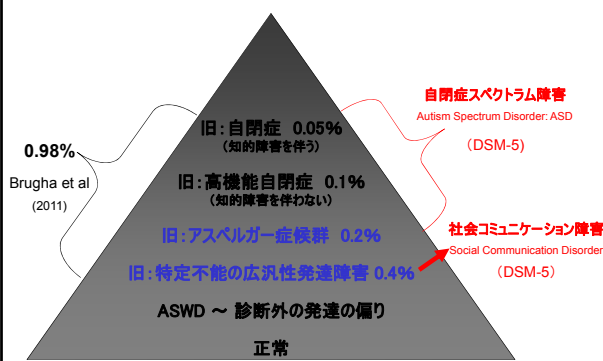 旧：自閉症 0.05%
(知的障害を伴う)
旧：高機能自閉症 0.1%
(知的障害を伴わない)
旧：アスペルガー症候群 0.2%
旧：特定不能の広汎性発達障害 0.4%
ASWD ～ 診断外の発達の偏り
正常
0.98%
Brugha et al
(2011)
自閉症スペクトラム障害
Autism Spectrum Disorder: ASD
（DSM-5)
社会コミュニケーション障害
Social Communication Disorder
（DSM-5）